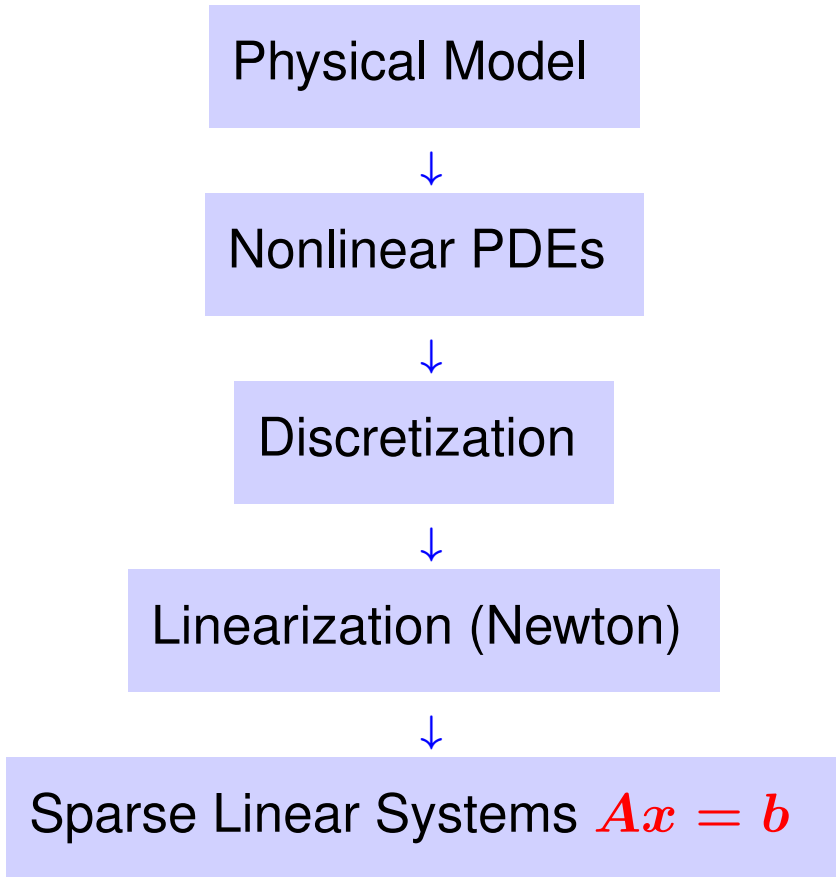 Physical Model
↓
Nonlinear PDEs
↓
Discretization
↓
Linearization (Newton)
↓
Sparse Linear Systems Ax = b